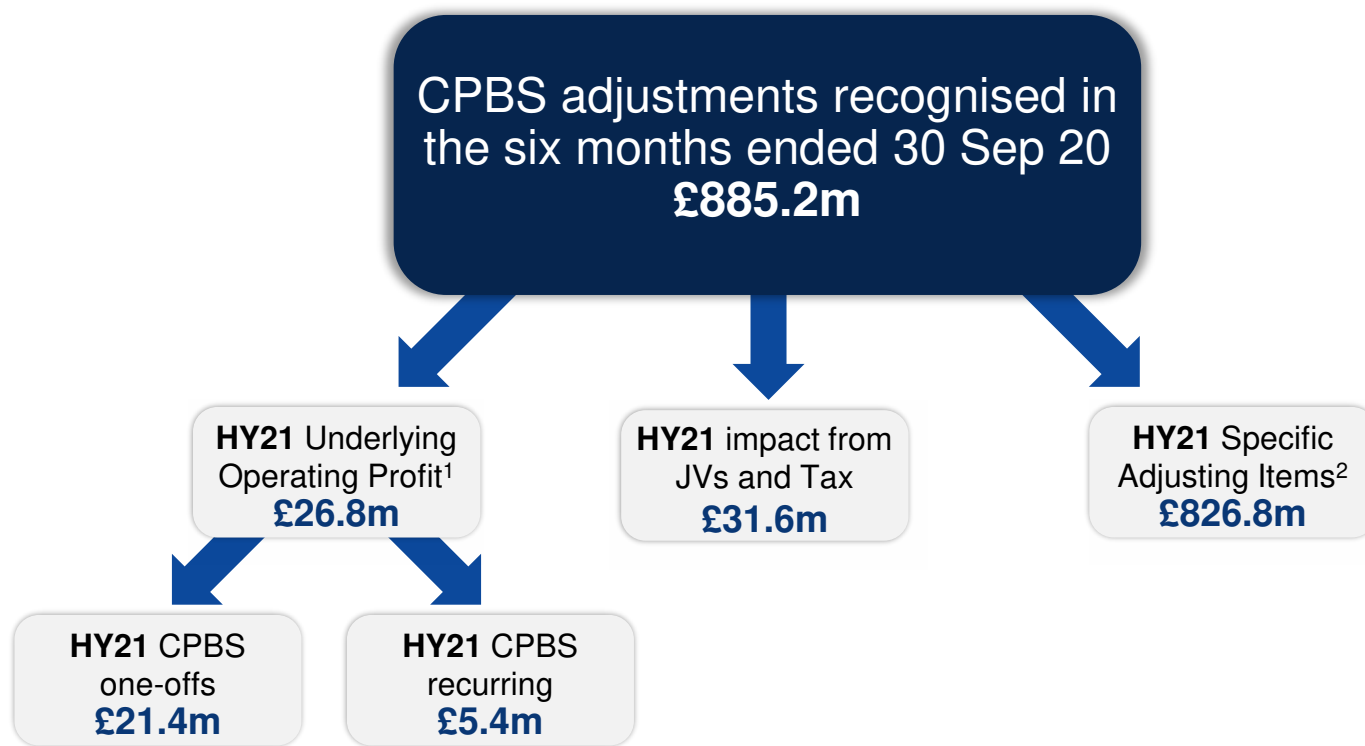 CPBS adjustments recognised in
the six months ended 30 Sep 20
£885.2m
HY21 Underlying
Operating Profit¹
£26.8m
HY21 impact from
JVs and Tax
£31.6m
HY21 Specific
Adjusting Items²
£826.8m
HY21 CPBS
one-offs
£21.4m
HY21 CPBS
recurring
£5.4m